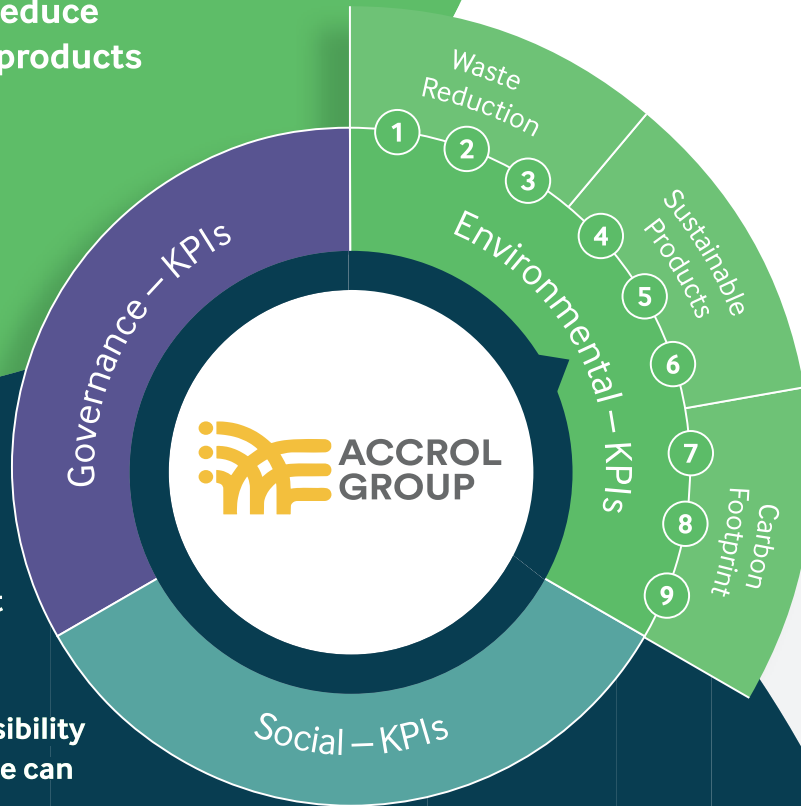 educe
products
Waste
Reduction
1
2
3
Sustainable
Products
4
5
6
Carbon
Footprint
7
8
9
Environmental – KPIs
Governance – KPIs
ACCROL
GROUP
Social – KPIs
t
sibility
e can